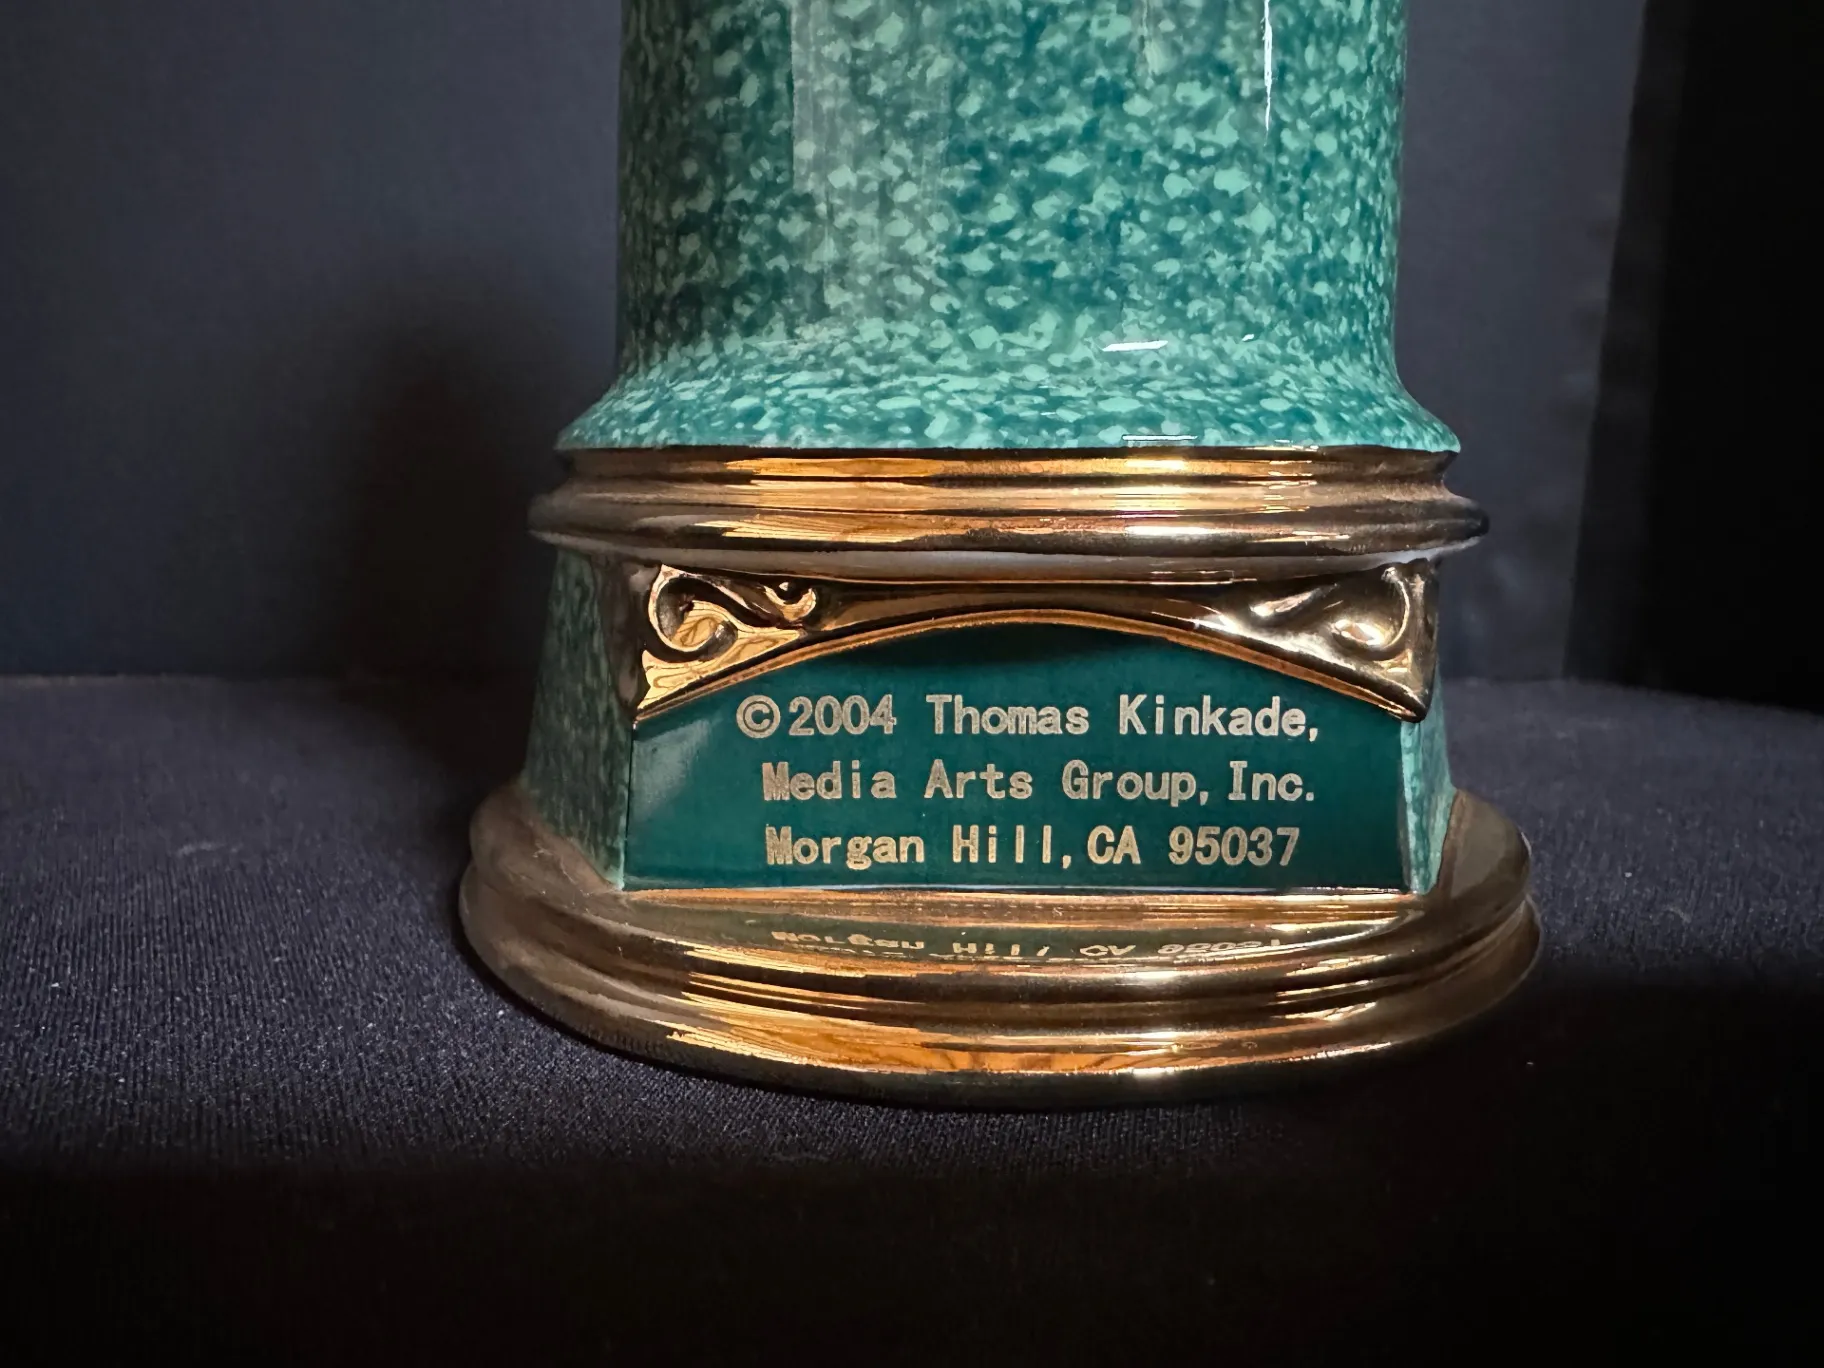 ©2004 Thomas Kinkade,
Media Arts Group, Inc.
Morgan Hill, CA 95037